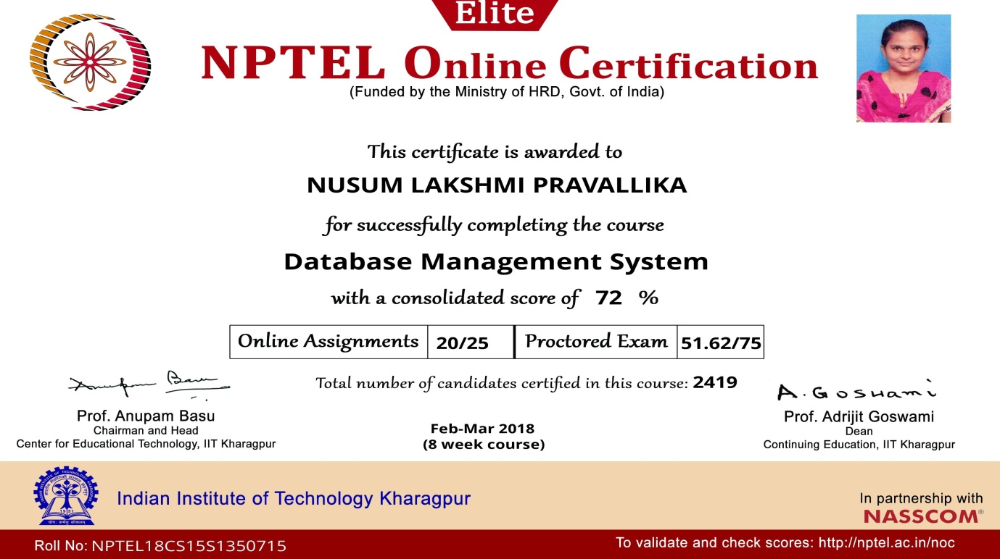 Elite
NPTEL Online Certification
(Funded by the Ministry of HRD, Govt. of India)
This certificate is awarded to
NUSUM LAKSHMI PRAVALLIKA
for successfully completing the course
Database Management System
with a consolidated score of 72 %
Online Assignments 20/25 Proctored Exam 51.62/75
Total number of candidates certified in this course: 2419
Anupam Basu
A. Goswami
Prof. Anupam Basu
Chairman and Head
Center for Educational Technology, IIT Kharagpur
Feb-Mar 2018
(8 week course)
Prof. Adrijit Goswami
Dean
Continuing Education, IIT Kharagpur
1951
Indian Institute of Technology Kharagpur
In partnership with
NASSCOM®
Roll No: NPTEL18CS15S1350715
To validate and check scores: http://nptel.ac.in/noc